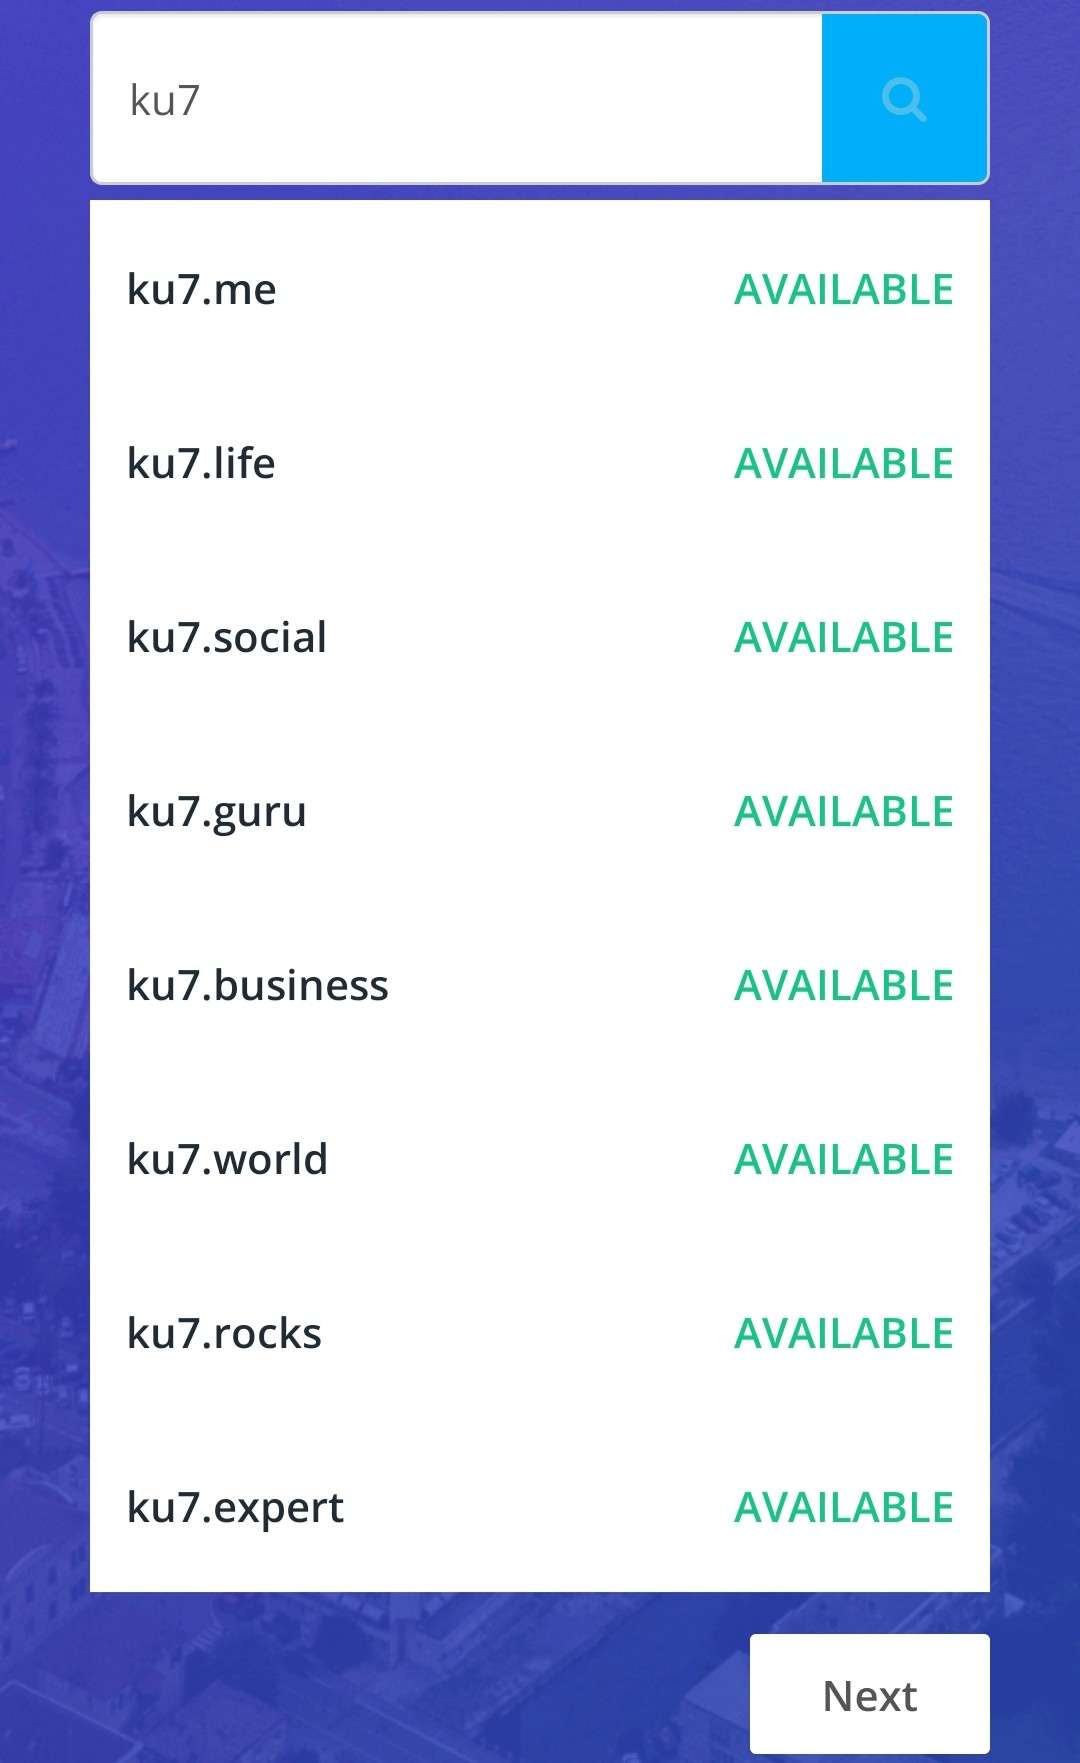 ku7
ku7.me AVAILABLE
ku7.life AVAILABLE
ku7.social AVAILABLE
ku7.guru AVAILABLE
ku7.business AVAILABLE
ku7.world AVAILABLE
ku7.rocks AVAILABLE
ku7.expert AVAILABLE
Next